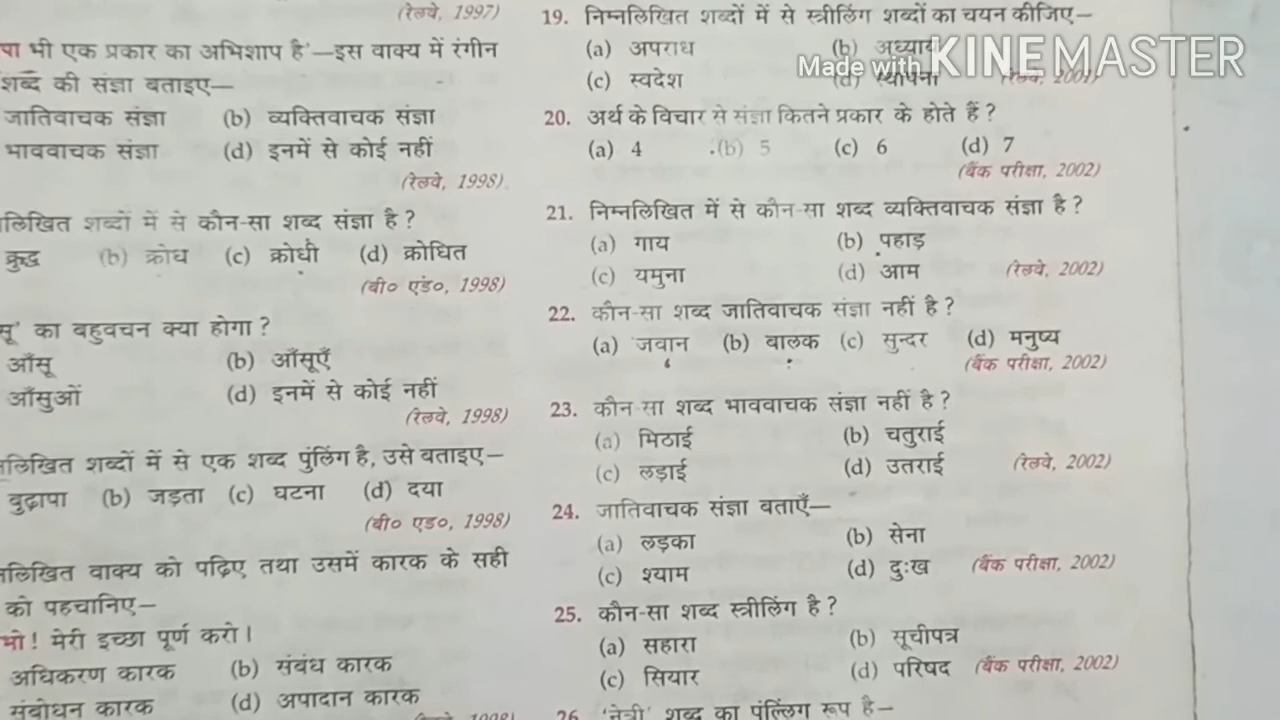 (रेलवे, 1997)
पा भी एक प्रकार का अभिशाप है'—इस वाक्य में रंगीन
शब्द की संज्ञा बताइए—
जातिवाचक संज्ञा (b) व्यक्तिवाचक संज्ञा
भाववाचक संज्ञा (d) इनमें से कोई नहीं
(रेलवे, 1998)
लिखित शब्दों में से कौन-सा शब्द संज्ञा है ?
क्रुद्ध (b) क्रोध (c) क्रोधी (d) क्रोधित
(बी० एड०, 1998)
सू' का बहुवचन क्या होगा ?
आँसू (b) आँसूएँ
आँसुओं (d) इनमें से कोई नहीं
(रेलवे, 1998)
लिखित शब्दों में से एक शब्द पुंलिंग है, उसे बताइए—
बुढ़ापा (b) जड़ता (c) घटना (d) दया
(बी० एड०, 1998)
लिखित वाक्य को पढ़िए तथा उसमें कारक के सही
को पहचानिए—
भो ! मेरी इच्छा पूर्ण करो।
अधिकरण कारक (b) संबंध कारक
संबोधन कारक (d) अपादान कारक
19. निम्नलिखित शब्दों में से स्त्रीलिंग शब्दों का चयन कीजिए—
(a) अपराध (b) अध्याय
(c) स्वदेश (d) स्थापना (रेलवे, 2001)
Made with KINEMASTER
20. अर्थ के विचार से संज्ञा कितने प्रकार के होते हैं ?
(a) 4 (b) 5 (c) 6 (d) 7
(बैंक परीक्षा, 2002)
21. निम्नलिखित में से कौन-सा शब्द व्यक्तिवाचक संज्ञा है ?
(a) गाय (b) पहाड़
(c) यमुना (d) आम (रेलवे, 2002)
22. कौन-सा शब्द जातिवाचक संज्ञा नहीं है ?
(a) जवान (b) बालक (c) सुन्दर (d) मनुष्य
(बैंक परीक्षा, 2002)
23. कौन सा शब्द भाववाचक संज्ञा नहीं है ?
(a) मिठाई (b) चतुराई
(c) लड़ाई (d) उतराई (रेलवे, 2002)
24. जातिवाचक संज्ञा बताएँ—
(a) लड़का (b) सेना
(c) श्याम (d) दुःख (बैंक परीक्षा, 2002)
25. कौन-सा शब्द स्त्रीलिंग है ?
(a) सहारा (b) सूचीपत्र
(c) सियार (d) परिषद (बैंक परीक्षा, 2002)
26. 'नेत्री' शब्द का पुंल्लिंग रूप है—